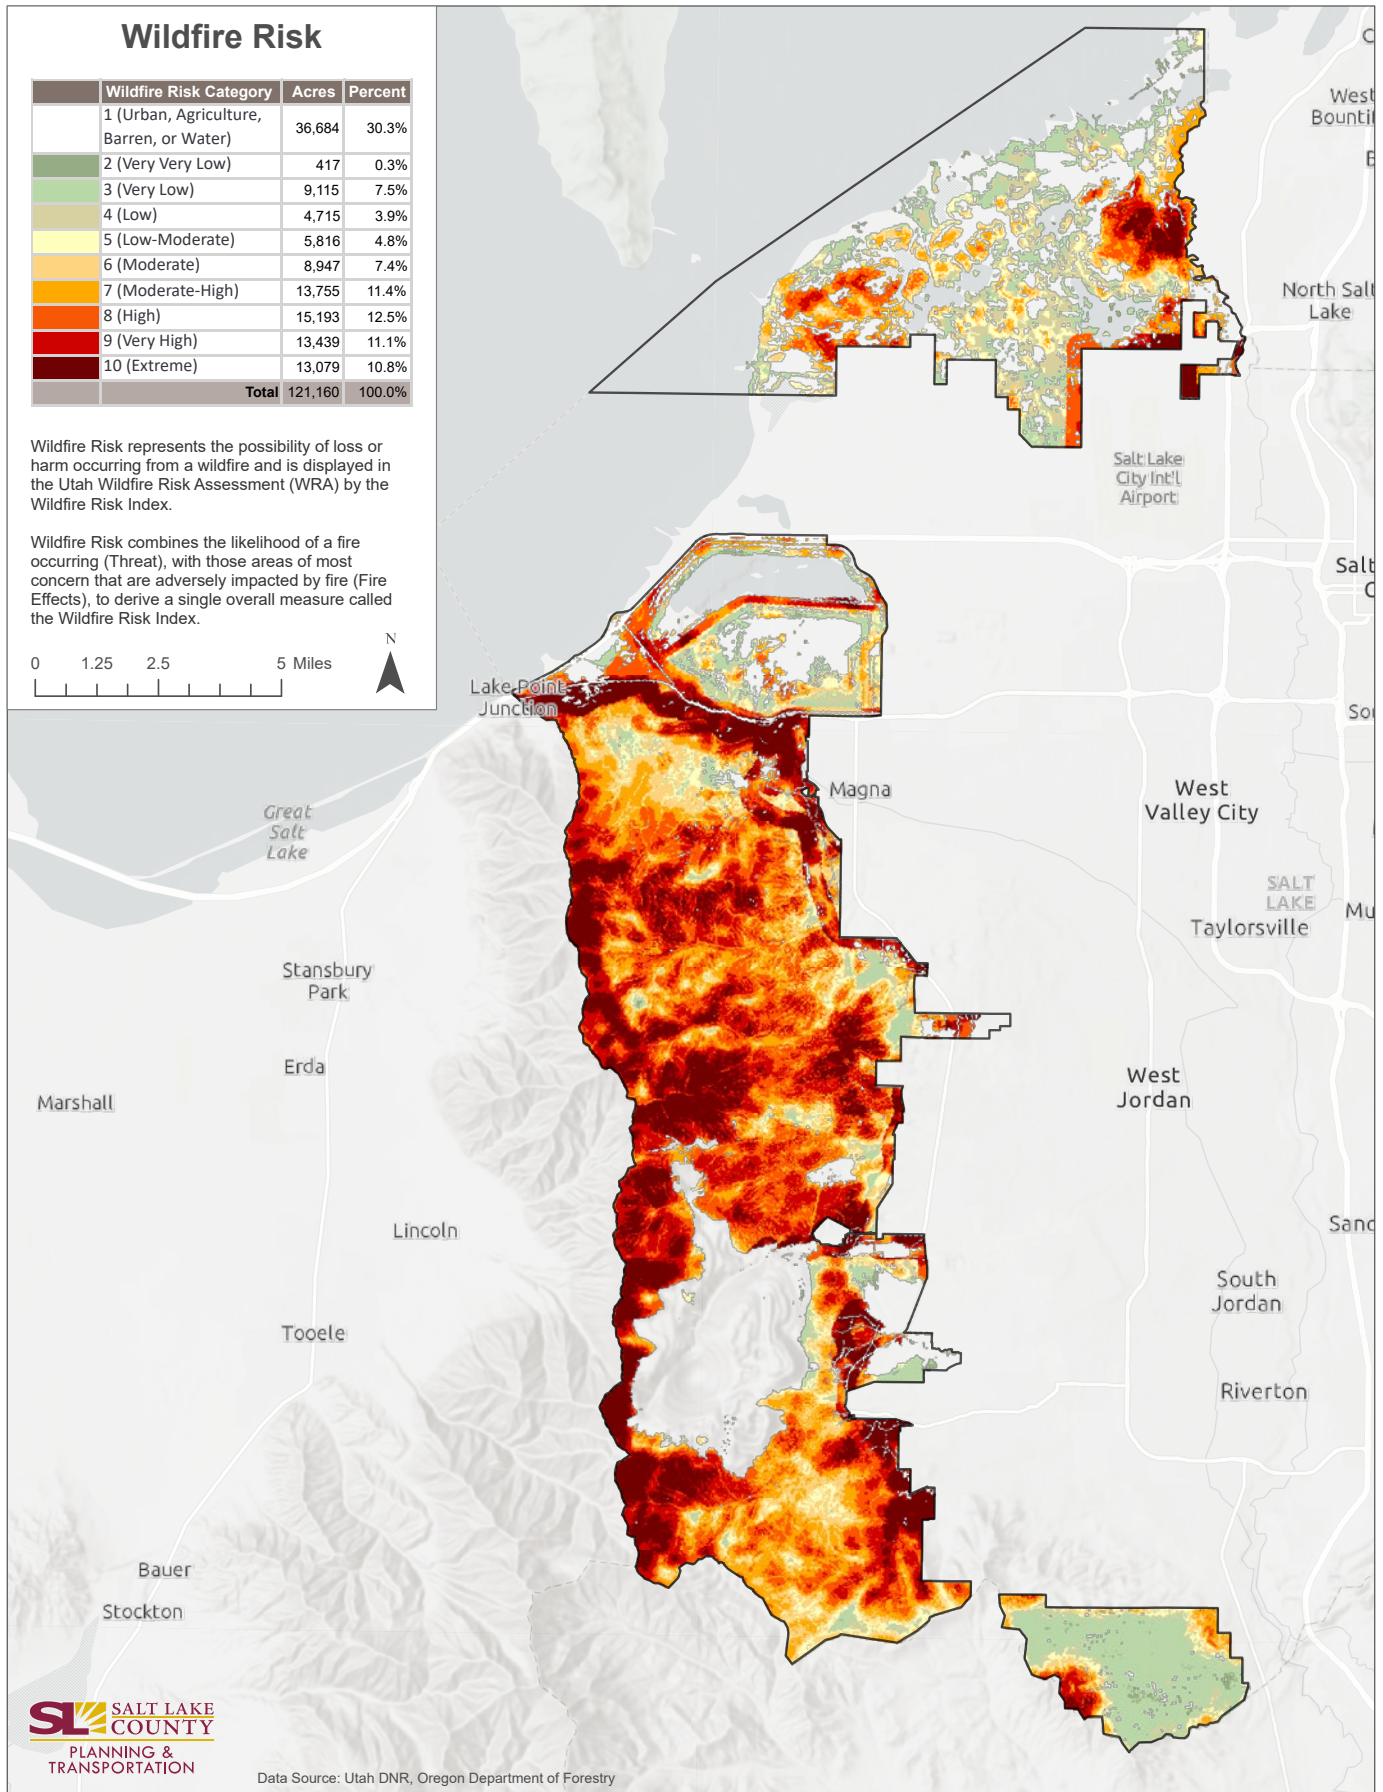 Wildfire Risk
Wildfire Risk Category Acres Percent
1 (Urban, Agriculture,
Barren, or Water) 36,684 30.3%
2 (Very Very Low) 417 0.3%
3 (Very Low) 9,115 7.5%
4 (Low) 4,715 3.9%
5 (Low-Moderate) 5,816 4.8%
6 (Moderate) 8,947 7.4%
7 (Moderate-High) 13,755 11.4%
8 (High) 15,193 12.5%
9 (Very High) 13,439 11.1%
10 (Extreme) 13,079 10.8%
Total 121,160 100.0%
Wildfire Risk represents the possibility of loss or
harm occurring from a wildfire and is displayed in
the Utah Wildfire Risk Assessment (WRA) by the
Wildfire Risk Index.
Wildfire Risk combines the likelihood of a fire
occurring (Threat), with those areas of most
concern that are adversely impacted by fire (Fire
Effects), to derive a single overall measure called
the Wildfire Risk Index.
N
0 1.25 2.5 5 Miles
West
Bounti
North Salt
Lake
Salt Lake
City Int'l
Airport
Salt
C
Lake Point
Junction
Sou
Magna
West
Valley City
Great
Salt
Lake
SALT
LAKE
Taylorsville
Mu
Stansbury
Park
Erda
Marshall
West
Jordan
Lincoln
Sand
South
Jordan
Tooele
Riverton
Bauer
Stockton
SL SALT LAKE
COUNTY
PLANNING &
TRANSPORTATION
Data Source: Utah DNR, Oregon Department of Forestry